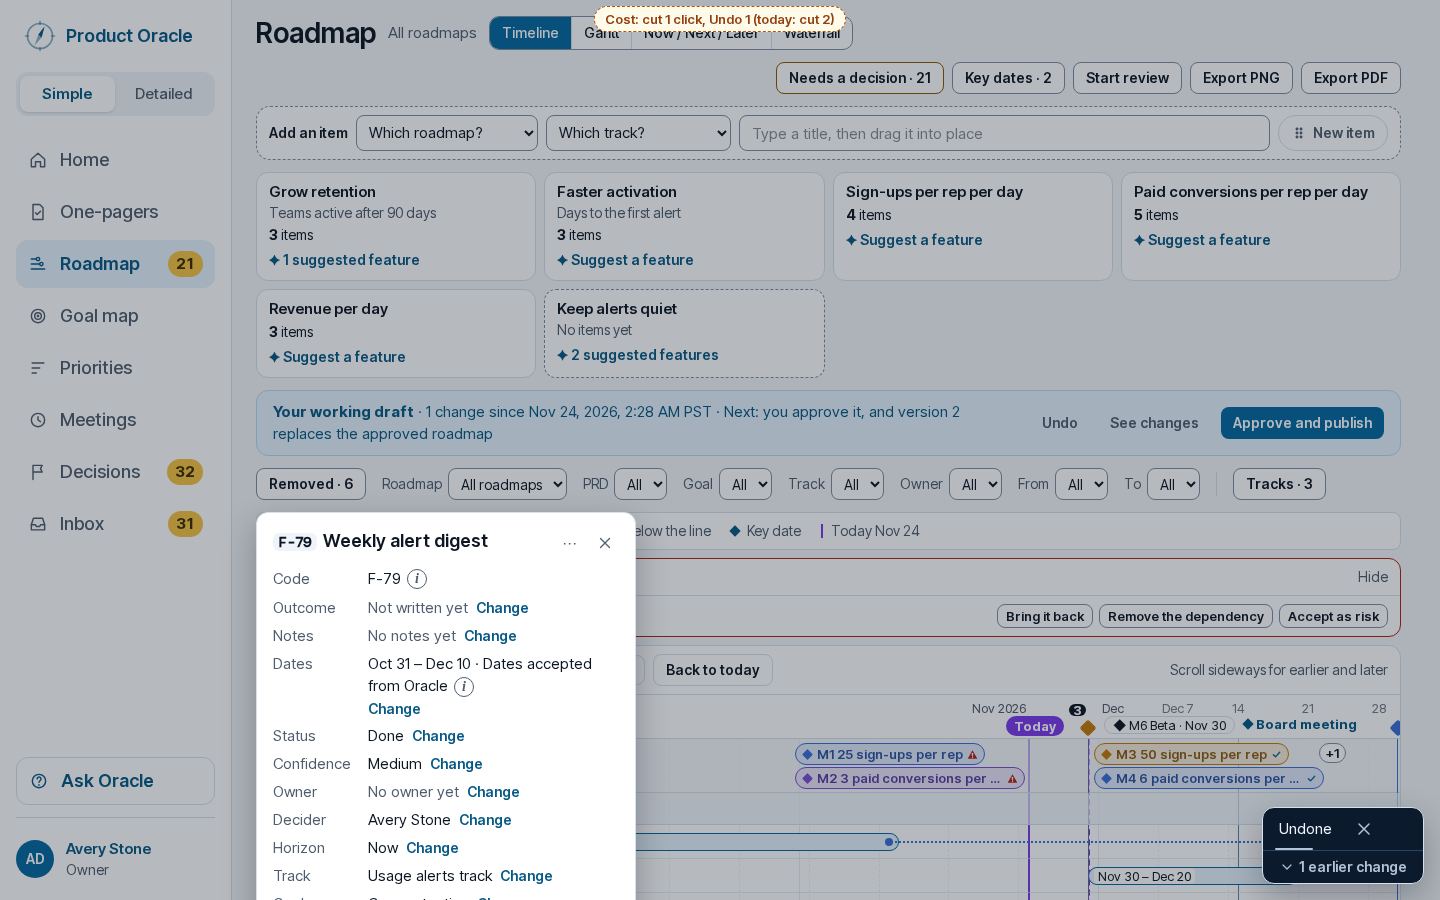 Cost: cut 1 click, Undo 1 (today: cut 2)
Product Oracle
Simple
Detailed
Home
One-pagers
Roadmap 21
Goal map
Priorities
Meetings
Decisions 32
Inbox 31
Ask Oracle
AD
Avery Stone
Owner
Roadmap
All roadmaps
Timeline
Gantt
Now / Next / Later
Waterfall
Needs a decision · 21
Key dates · 2
Start review
Export PNG
Export PDF
Add an item
Which roadmap?
Which track?
Type a title, then drag it into place
New item
Grow retention
Teams active after 90 days
3 items
1 suggested feature
Faster activation
Days to the first alert
3 items
Suggest a feature
Sign-ups per rep per day
4 items
Suggest a feature
Paid conversions per rep per day
5 items
Suggest a feature
Revenue per day
3 items
Suggest a feature
Keep alerts quiet
No items yet
2 suggested features
Your working draft · 1 change since Nov 24, 2026, 2:28 AM PST · Next: you approve it, and version 2
replaces the approved roadmap
Undo
See changes
Approve and publish
Removed · 6
Roadmap All roadmaps
PRD All
Goal All
Track All
Owner All
From All
To All
Tracks · 3
elow the line
Key date
Today Nov 24
Hide
Bring it back
Remove the dependency
Accept as risk
Back to today
Scroll sideways for earlier and later
Nov 2026
3
Dec
Dec 7
14
21
28
Today
M6 Beta · Nov 30
Board meeting
M1 25 sign-ups per rep
M3 50 sign-ups per rep
+1
M2 3 paid conversions per ...
M4 6 paid conversions per ...
Nov 30 – Dec 20
F-79 Weekly alert digest
Code F-79 i
Outcome Not written yet Change
Notes No notes yet Change
Dates Oct 31 – Dec 10 · Dates accepted
from Oracle i
Change
Status Done Change
Confidence Medium Change
Owner No owner yet Change
Decider Avery Stone Change
Horizon Now Change
Track Usage alerts track Change
Undone
1 earlier change